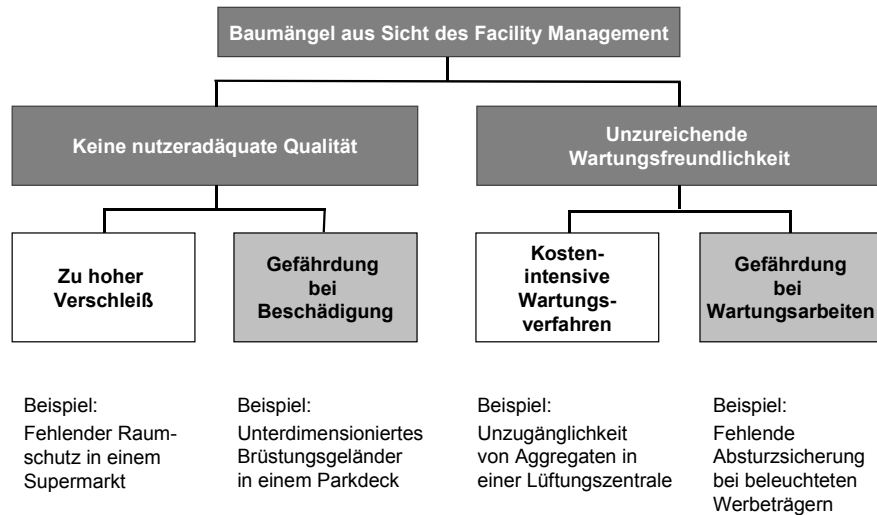 Baumängel aus Sicht des Facility Management
Keine nutzeradäquate Qualität
Unzureichende
Wartungsfreundlichkeit
Zu hoher
Verschleiß
Gefährdung
bei
Beschädigung
Kosten-
intensive
Wartungs-
verfahren
Gefährdung
bei
Wartungsarbeiten
Beispiel:
Fehlender Raum-
schutz in einem
Supermarkt
Beispiel:
Unterdimensioniertes
Brüstungsgeländer
in einem Parkdeck
Beispiel:
Unzugänglichkeit
von Aggregaten in
einer Lüftungszentrale
Beispiel:
Fehlende
Absturzsicherung
bei beleuchteten
Werbeträgern